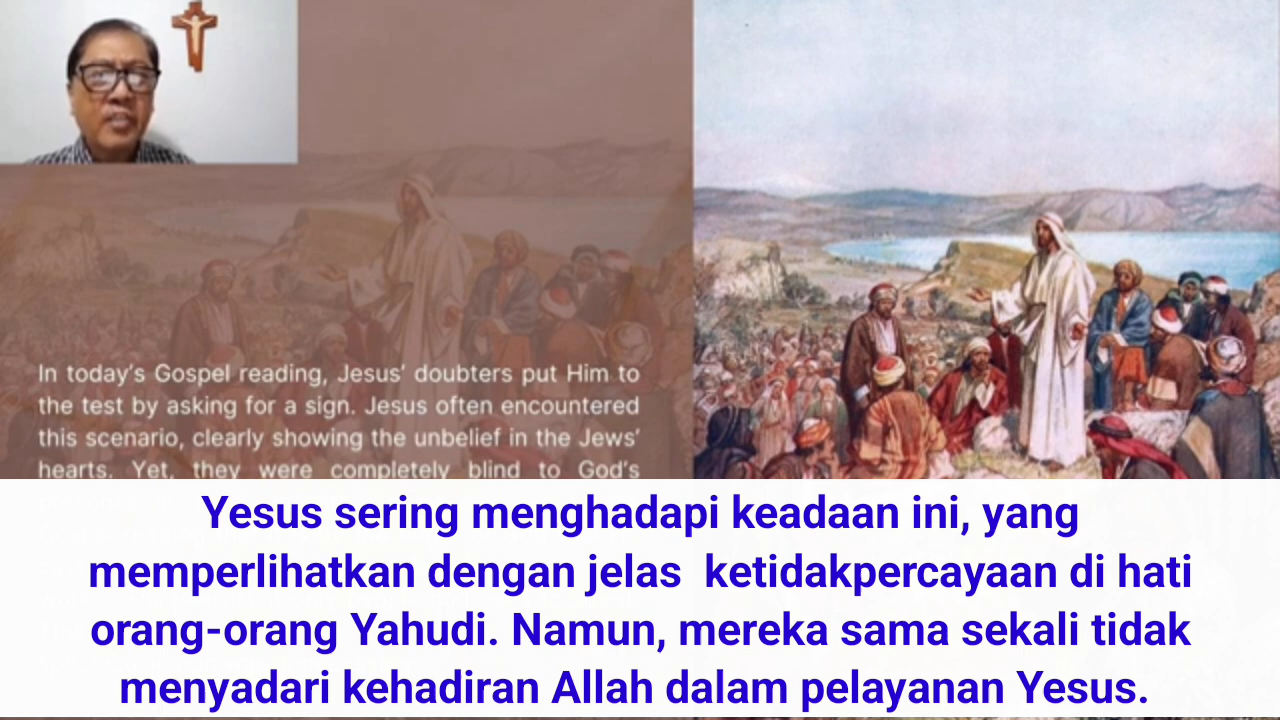 In today's Gospel reading, Jesus' doubters put Him to
the test by asking for a sign. Jesus often encountered
this scenario, clearly showing the unbelief in the Jews'
hearts. Yet, they were completely blind to God's
Yesus sering menghadapi keadaan ini, yang
memperlihatkan dengan jelas  ketidakpercayaan di hati
orang-orang Yahudi. Namun, mereka sama sekali tidak
menyadari kehadiran Allah dalam pelayanan Yesus.